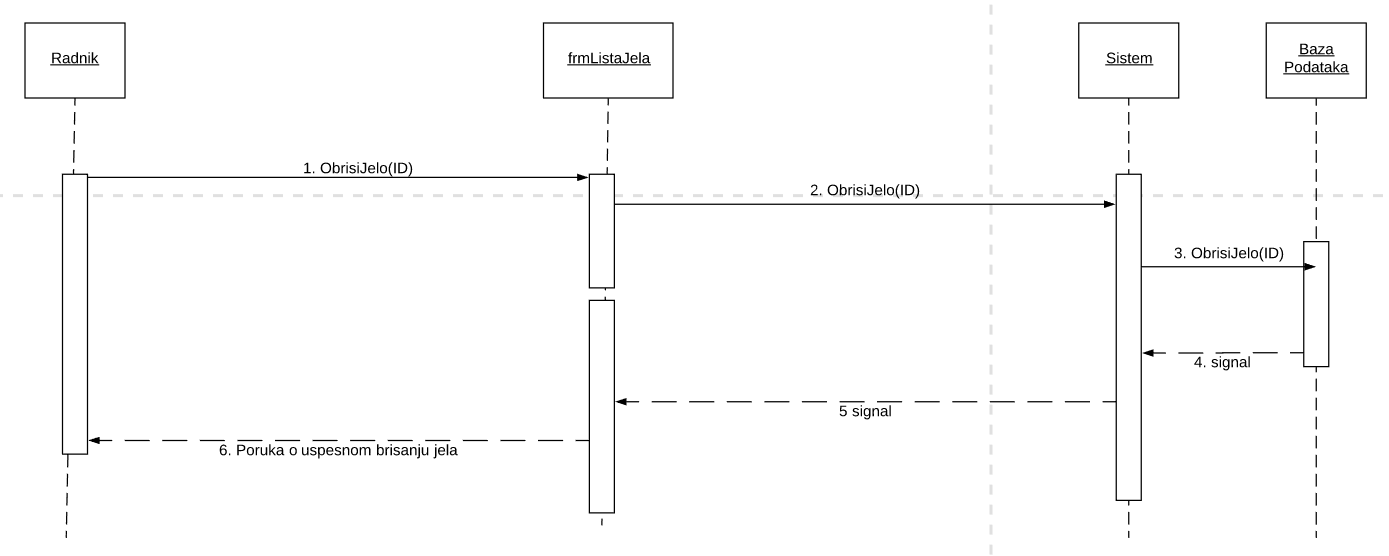 Radnik
frmListaJela
Sistem
Baza
Podataka
1. ObrisiJelo(ID)
2. ObrisiJelo(ID)
3. ObrisiJelo(ID)
4. signal
5 signal
6. Poruka o uspesnom brisanju jela